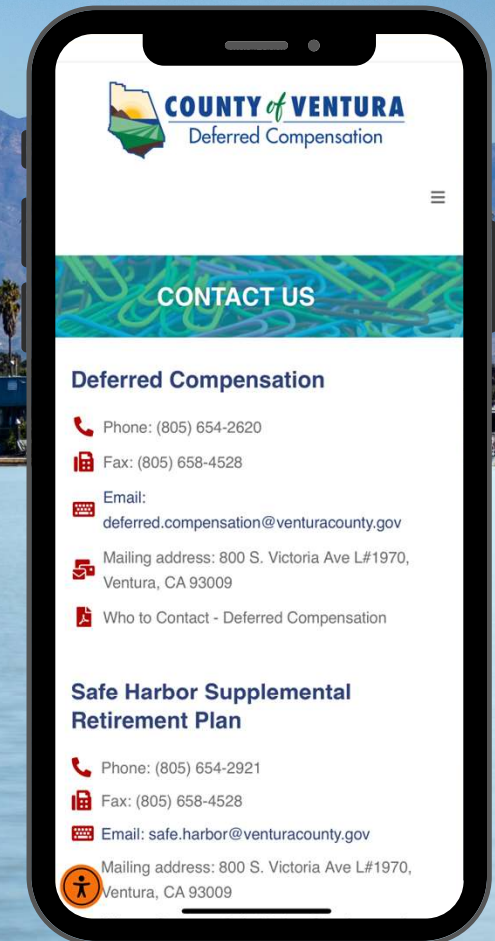 COUNTY of VENTURA
Deferred Compensation
CONTACT US
Deferred Compensation
Phone: (805) 654-2620
Fax: (805) 658-4528
Email:
deferred.compensation@venturacounty.gov
Mailing address: 800 S. Victoria Ave L#1970,
Ventura, CA 93009
Who to Contact - Deferred Compensation
Safe Harbor Supplemental
Retirement Plan
Phone: (805) 654-2921
Fax: (805) 658-4528
Email: safe.harbor@venturacounty.gov
Mailing address: 800 S. Victoria Ave L#1970,
Ventura, CA 93009